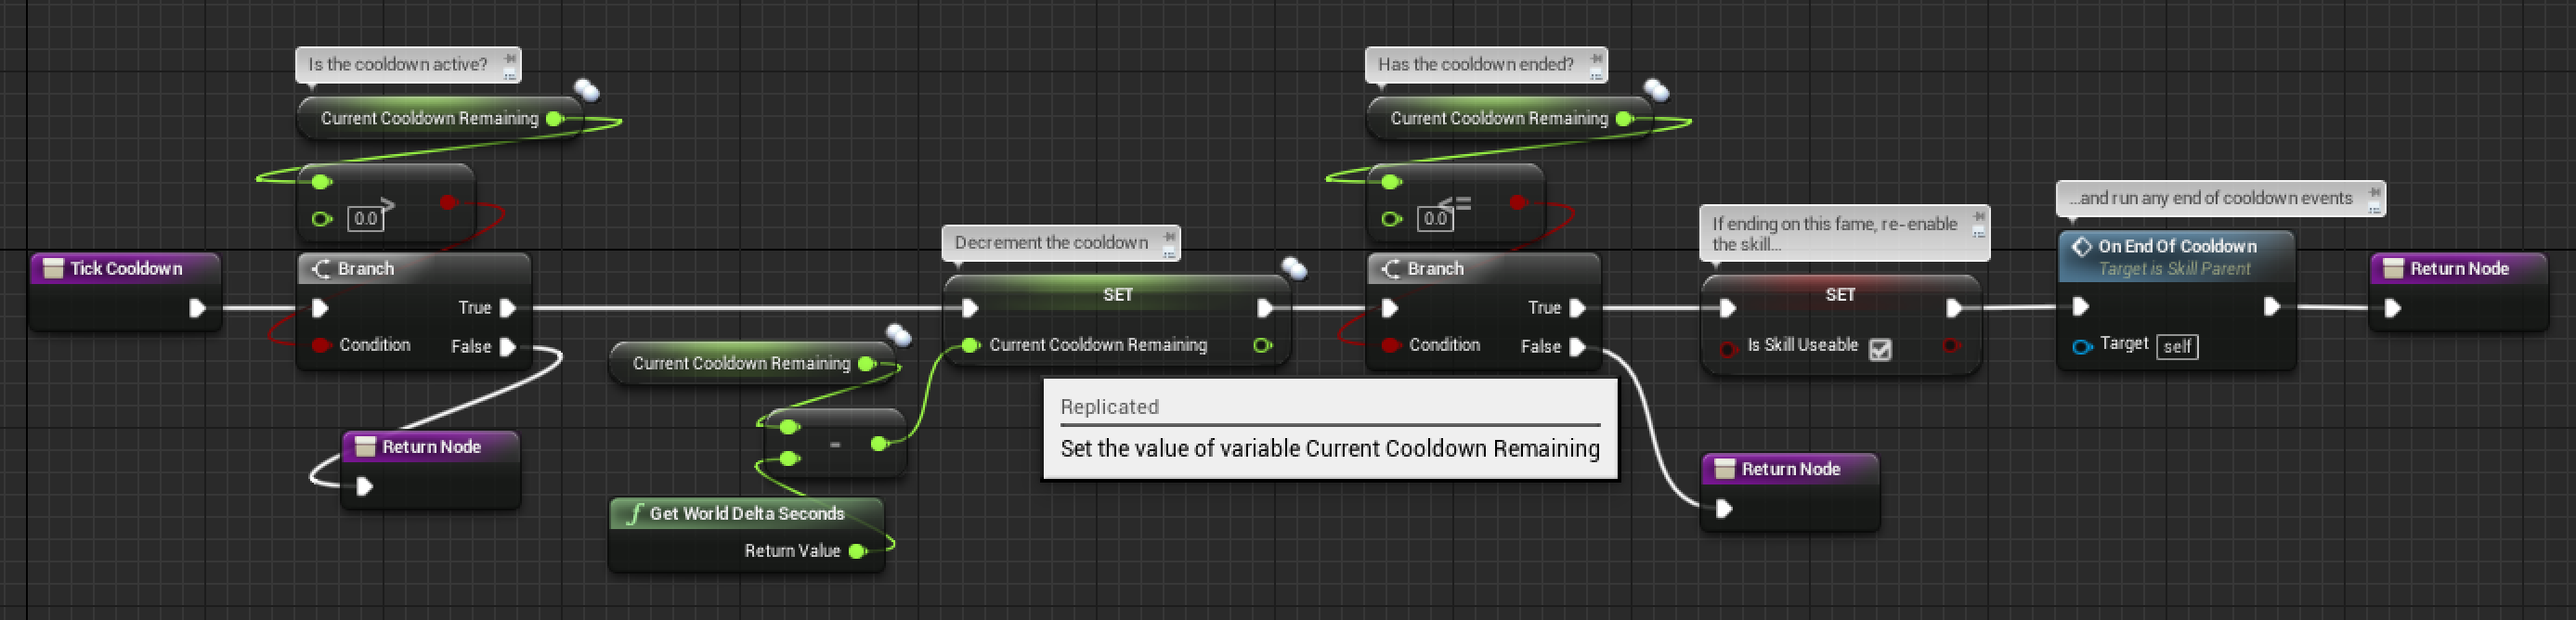 Is the cooldown active?
Current Cooldown Remaining
>
0.0
Tick Cooldown
Branch
True
Condition
False
Return Node
Current Cooldown Remaining
-
Get World Delta Seconds
Return Value
Decrement the cooldown
SET
Current Cooldown Remaining
Replicated
Set the value of variable Current Cooldown Remaining
Has the cooldown ended?
Current Cooldown Remaining
<=
0.0
Branch
True
Condition
False
Return Node
If ending on this fame, re-enable
the skill...
SET
Is Skill Useable
...and run any end of cooldown events
On End Of Cooldown
Target is Skill Parent
Target self
Return Node